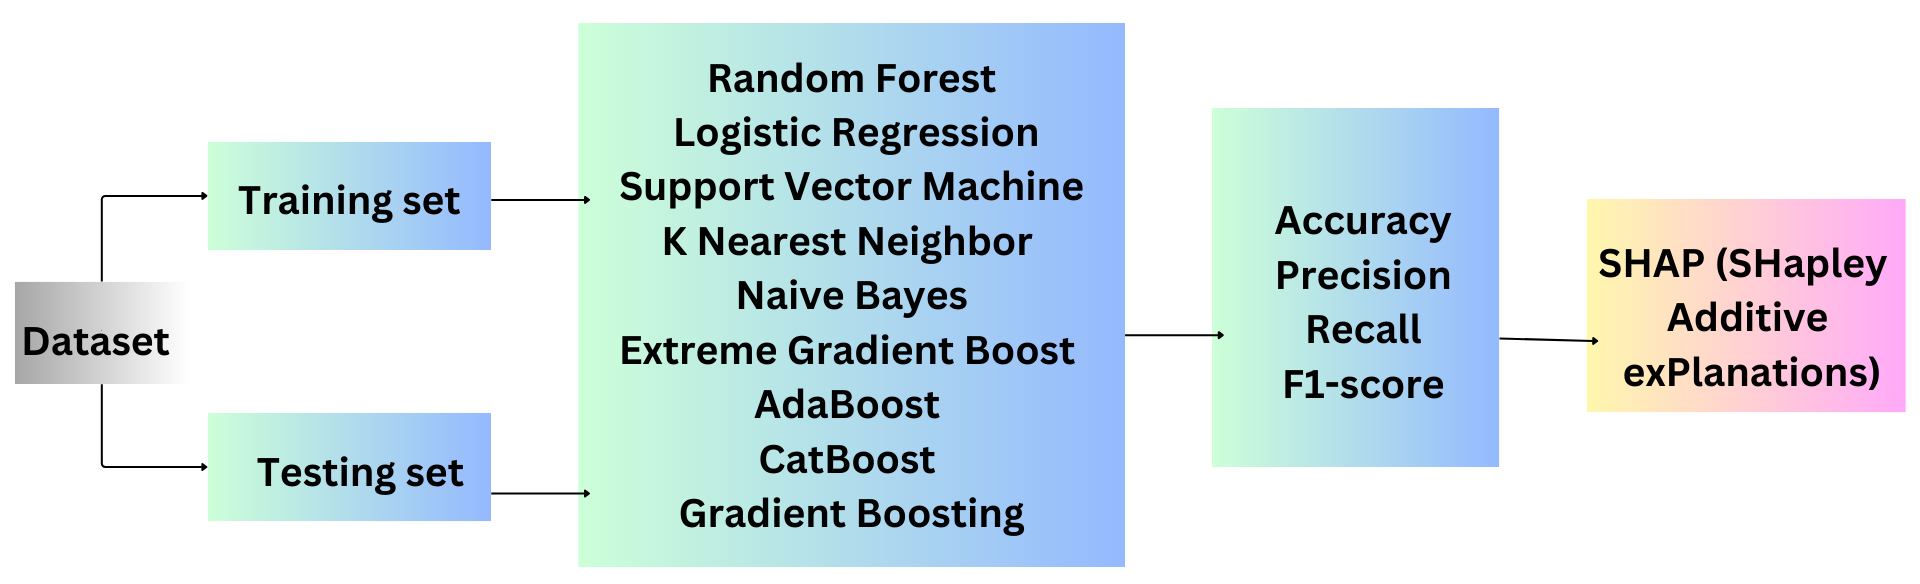 Dataset
Training set
Testing set
Random Forest
Logistic Regression
Support Vector Machine
K Nearest Neighbor
Naive Bayes
Extreme Gradient Boost
AdaBoost
CatBoost
Gradient Boosting
Accuracy
Precision
Recall
F1-score
SHAP (SHapley
Additive
exPlanations)